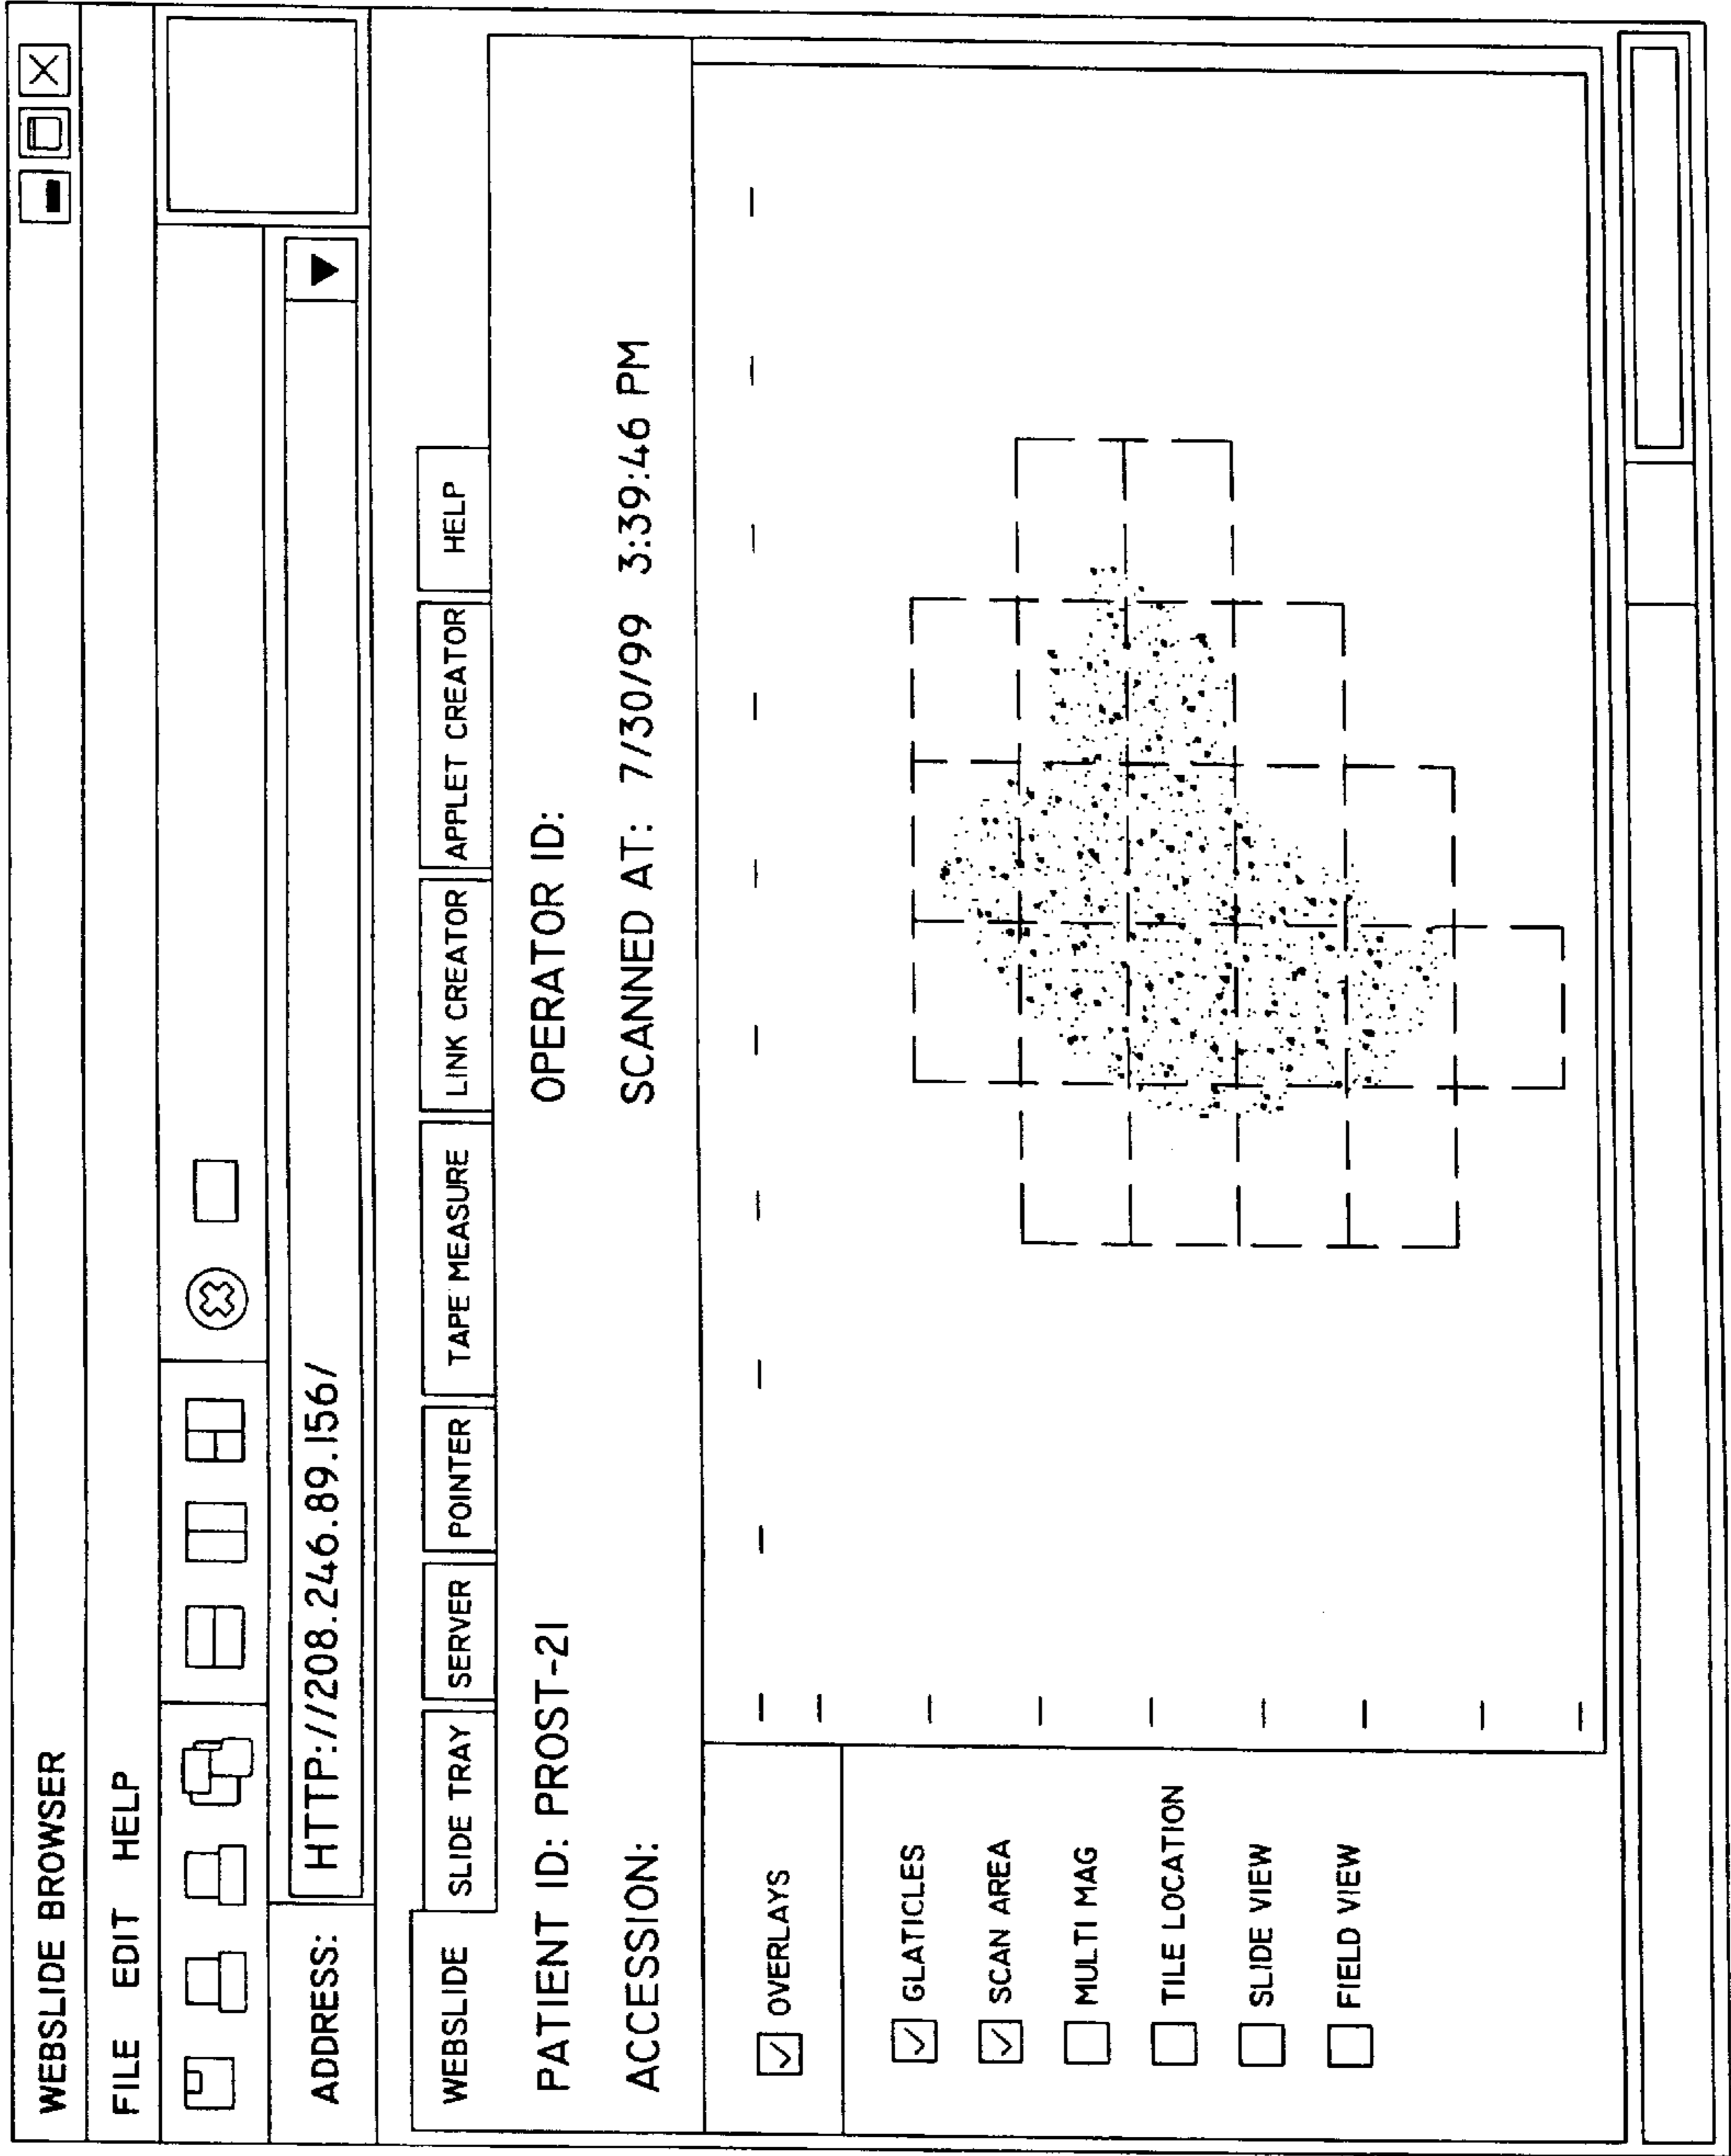 WEBSLIDE BROWSER
FILE EDIT HELP
ADDRESS: HTTP://208.246.89.156/
WEBSLIDE SLIDE TRAY SERVER POINTER TAPE MEASURE LINK CREATOR APPLET CREATOR HELP
PATIENT ID: PROST-21 OPERATOR ID:
ACCESSION: SCANNED AT: 7/30/99 3:39:46 PM
OVERLAYS
GLATICLES
SCAN AREA
MULTI MAG
TILE LOCATION
SLIDE VIEW
FIELD VIEW